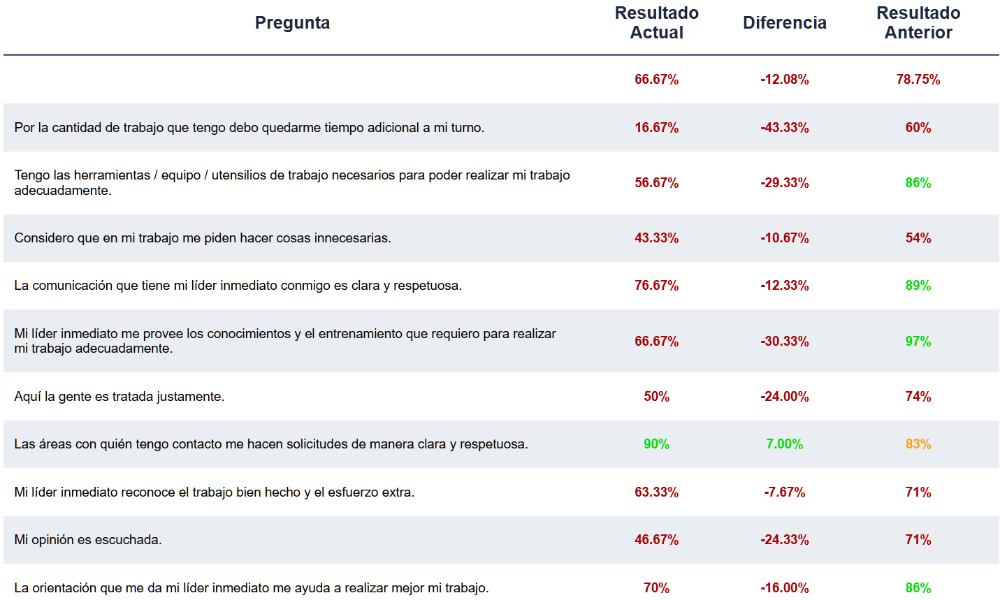 Pregunta
Resultado
Actual
Diferencia
Resultado
Anterior
66.67% -12.08% 78.75%
Por la cantidad de trabajo que tengo debo quedarme tiempo adicional a mi turno. 16.67% -43.33% 60%
Tengo las herramientas / equipo / utensilios de trabajo necesarios para poder realizar mi trabajo
adecuadamente. 56.67% -29.33% 86%
Considero que en mi trabajo me piden hacer cosas innecesarias. 43.33% -10.67% 54%
La comunicación que tiene mi líder inmediato conmigo es clara y respetuosa. 76.67% -12.33% 89%
Mi líder inmediato me provee los conocimientos y el entrenamiento que requiero para realizar
mi trabajo adecuadamente. 66.67% -30.33% 97%
Aquí la gente es tratada justamente. 50% -24.00% 74%
Las áreas con quién tengo contacto me hacen solicitudes de manera clara y respetuosa. 90% 7.00% 83%
Mi líder inmediato reconoce el trabajo bien hecho y el esfuerzo extra. 63.33% -7.67% 71%
Mi opinión es escuchada. 46.67% -24.33% 71%
La orientación que me da mi líder inmediato me ayuda a realizar mejor mi trabajo. 70% -16.00% 86%